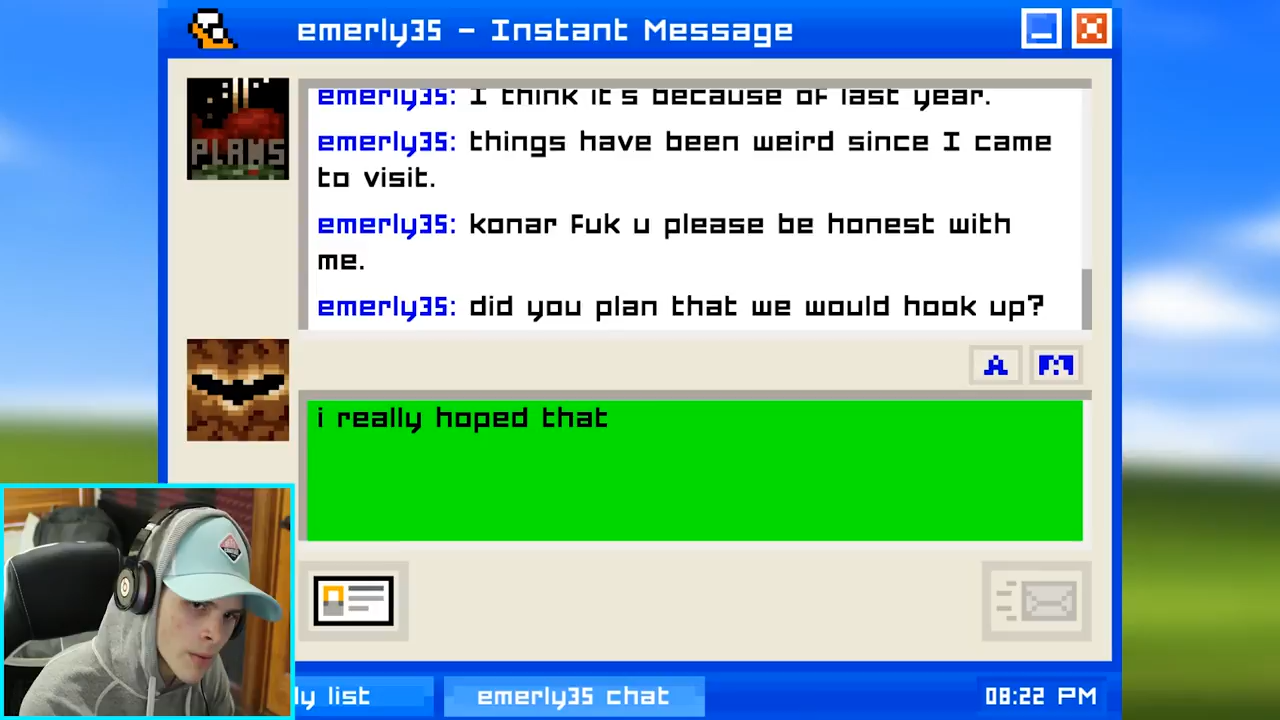 emerly35 - Instant Message
PLANS
emerly35: I think it's because of last year.
emerly35: things have been weird since I came
to visit.
emerly35: konar fuk u please be honest with
me.
emerly35: did you plan that we would hook up?
A
i really hoped that
ly list
emerly35 chat
08:22 PM